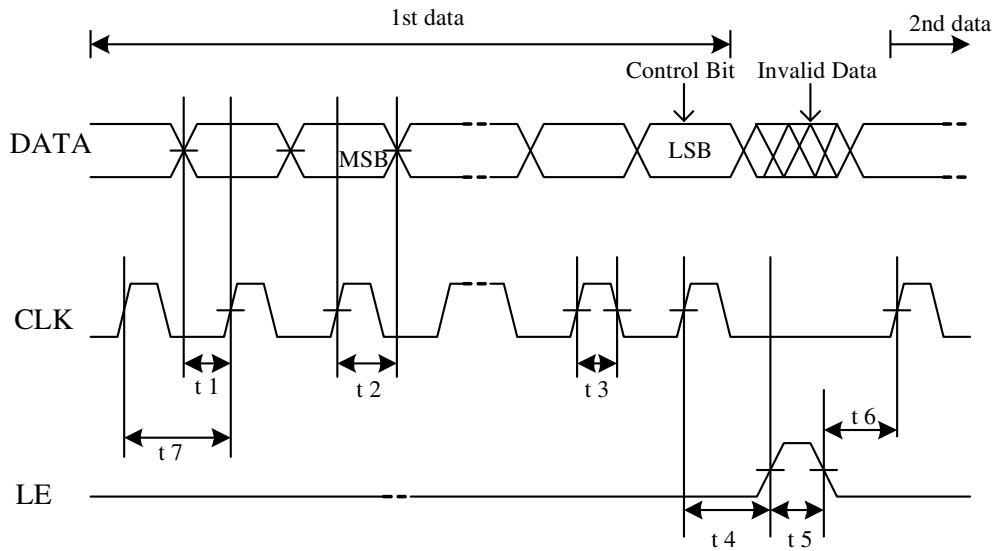 1st data
2nd data
Control Bit
Invalid Data
DATA
MSB
LSB
CLK
t 1
t 2
t 3
t 7
t 6
LE
t 4
t 5